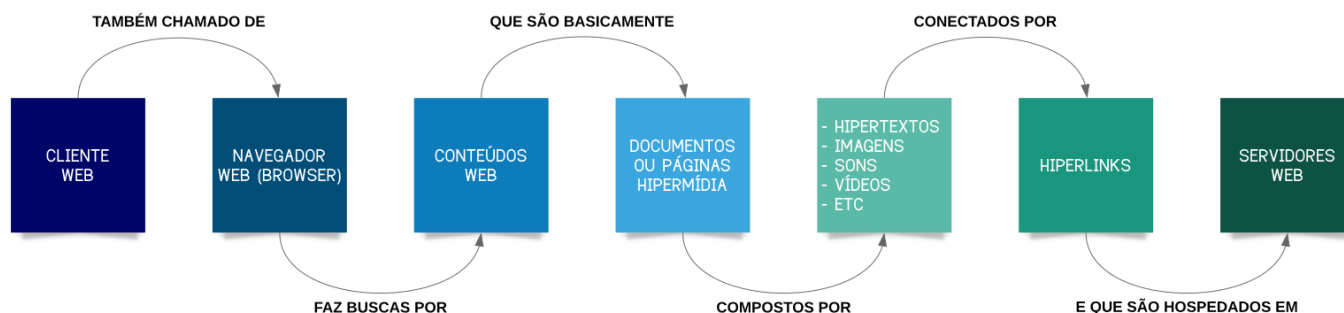 TAMBÉM CHAMADO DE
QUE SÃO BASICAMENTE
CONECTADOS POR
CLIENTE
WEB
NAVEGADOR
WEB (BROWSER)
CONTEÚDOS
WEB
DOCUMENTOS
OU PÁGINAS
HIPERMÍDIA
- HIPERTEXTOS
- IMAGENS
- SONS
- VÍDEOS
- ETC
HIPERLINKS
SERVIDORES
WEB
FAZ BUSCAS POR
COMPOSTOS POR
E QUE SÃO HOSPEDADOS EM